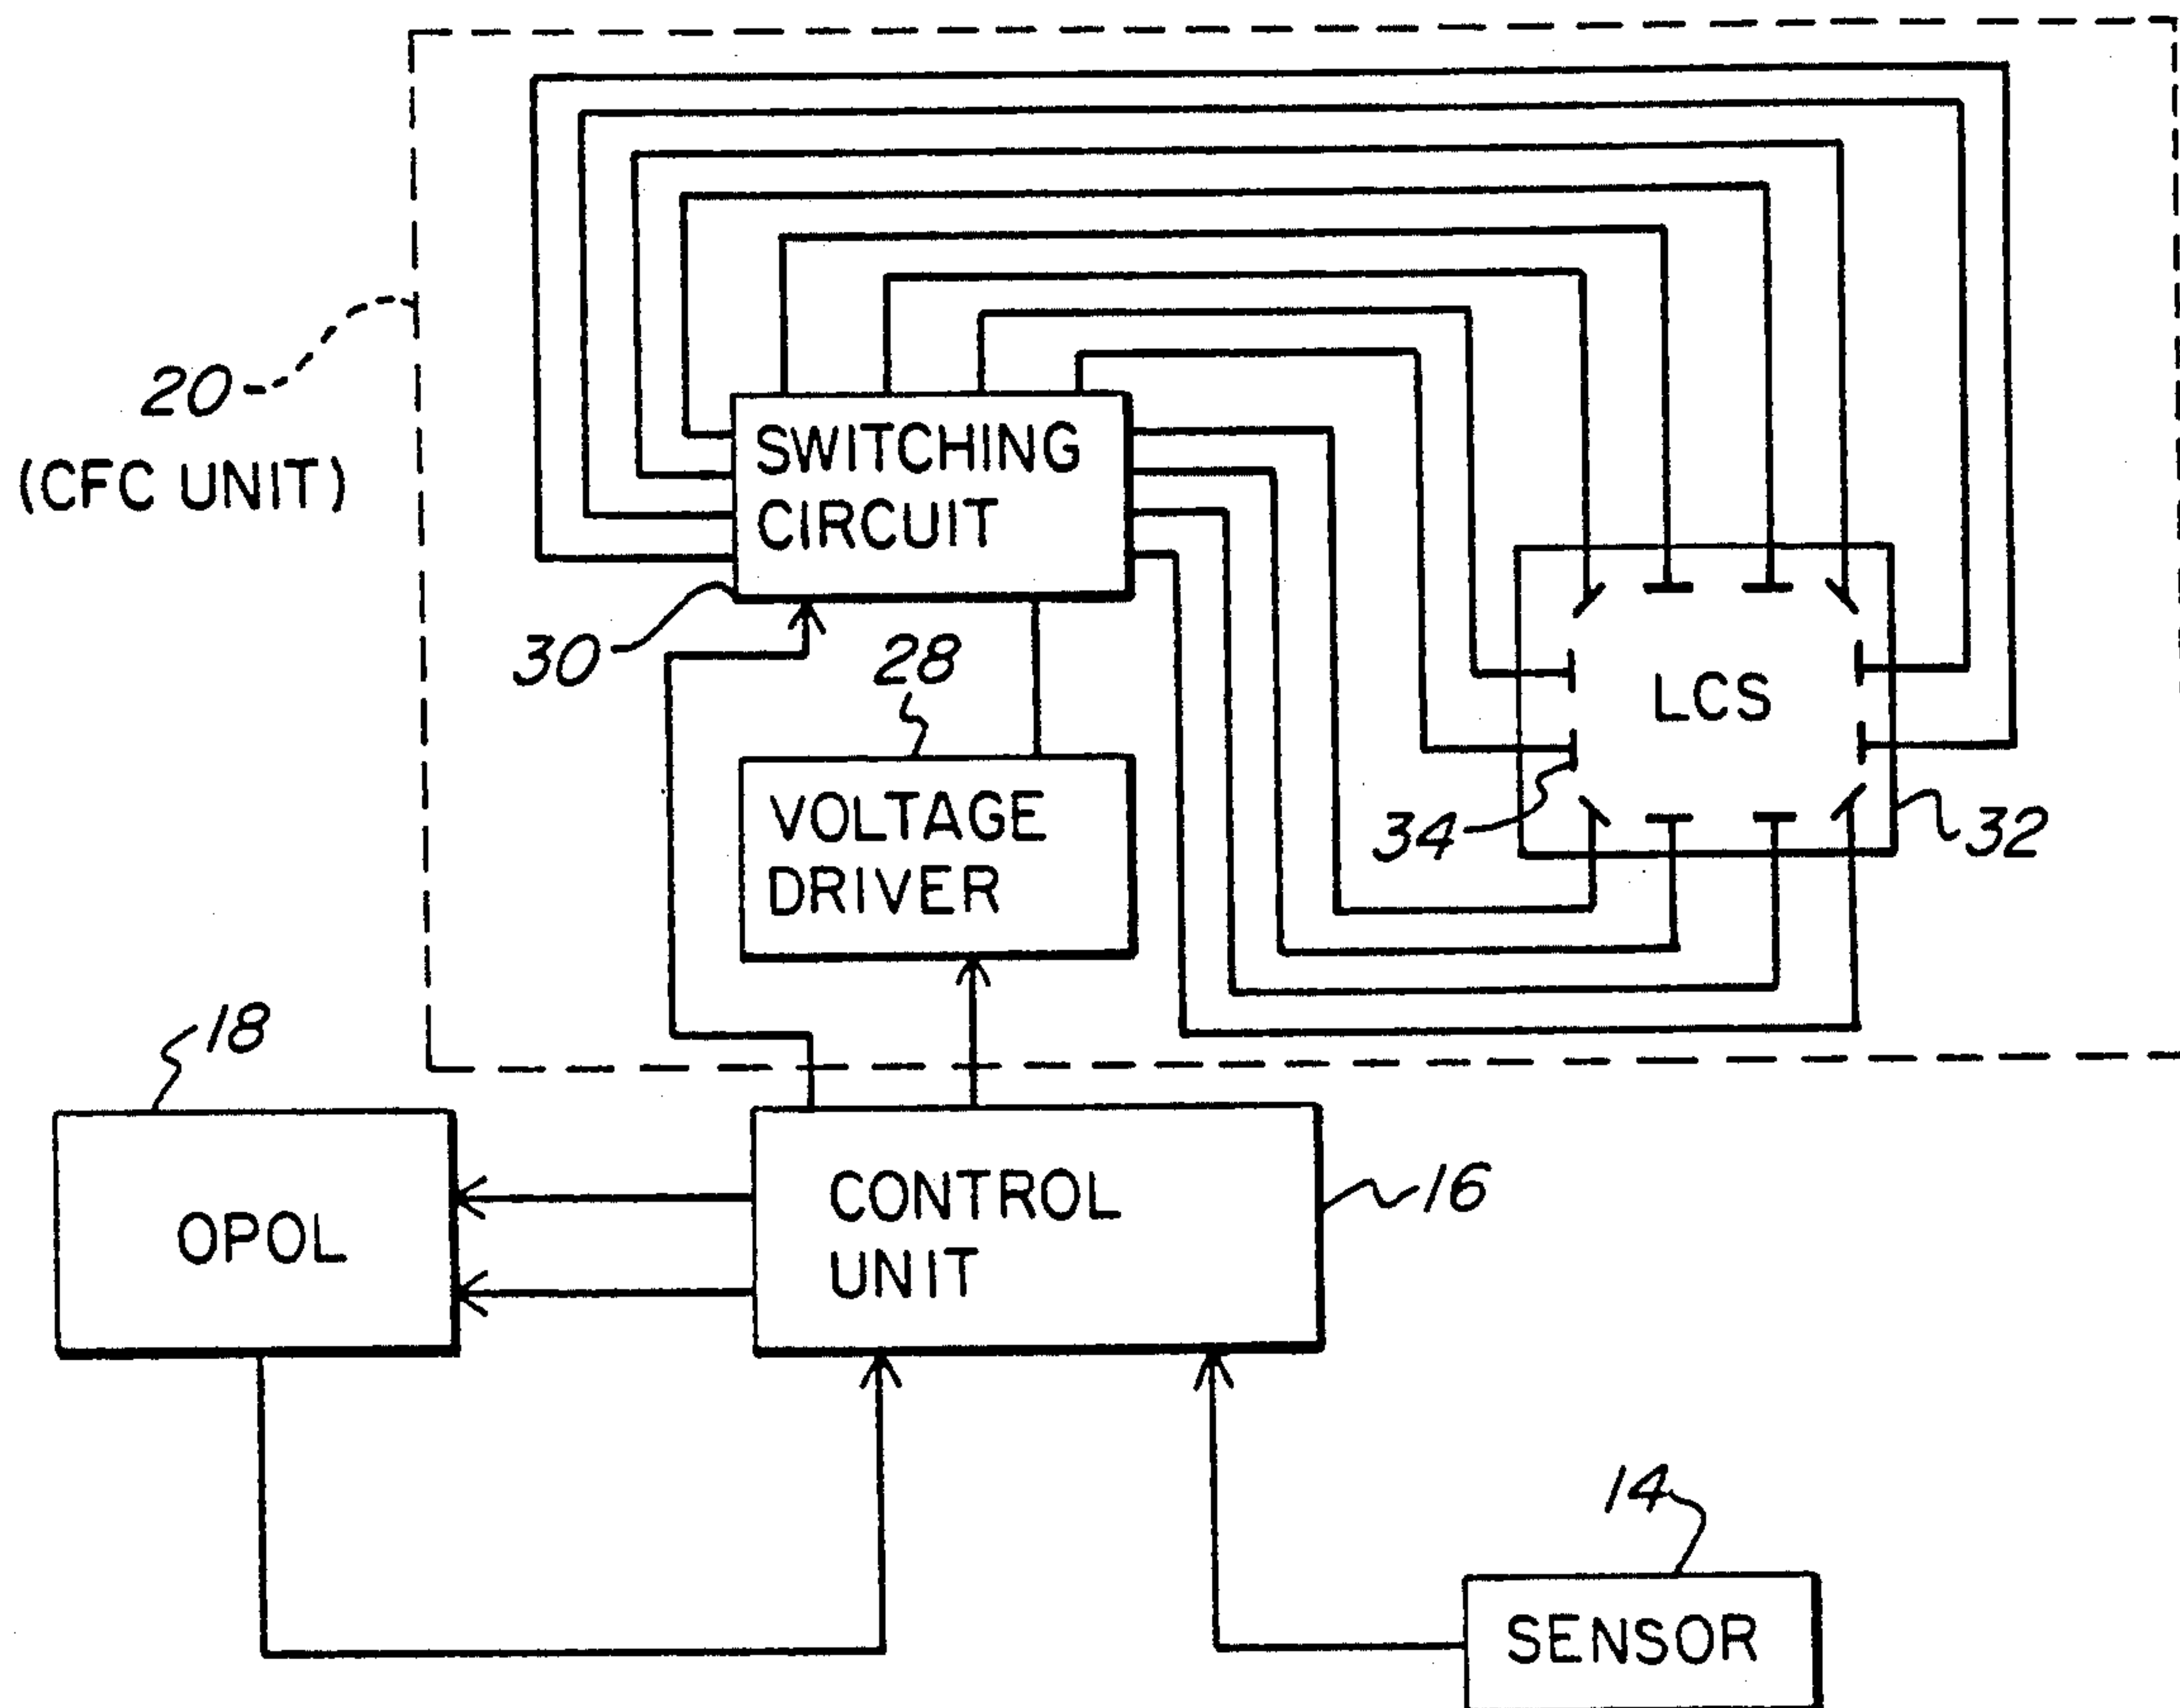 20
(CFC UNIT)
SWITCHING
CIRCUIT
30
28
LCS
34
32
VOLTAGE
DRIVER
18
OPOL
CONTROL
UNIT
16
14
SENSOR